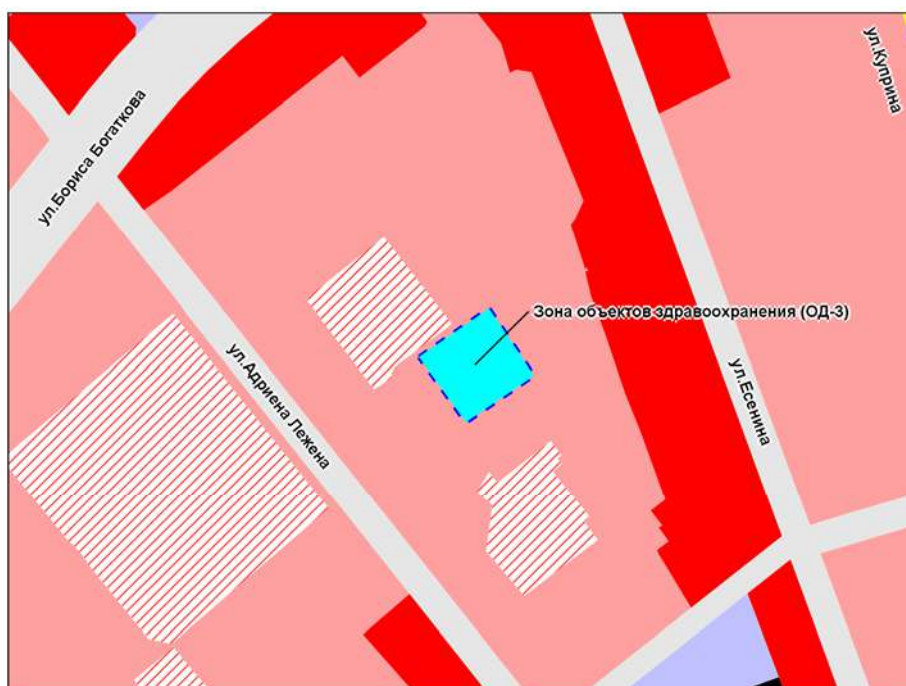 ул.Куприна
ул.Бориса Богаткова
Зона объектов здравоохранения (ОД-3)
ул.Адриена Лежена
ул.Есенина